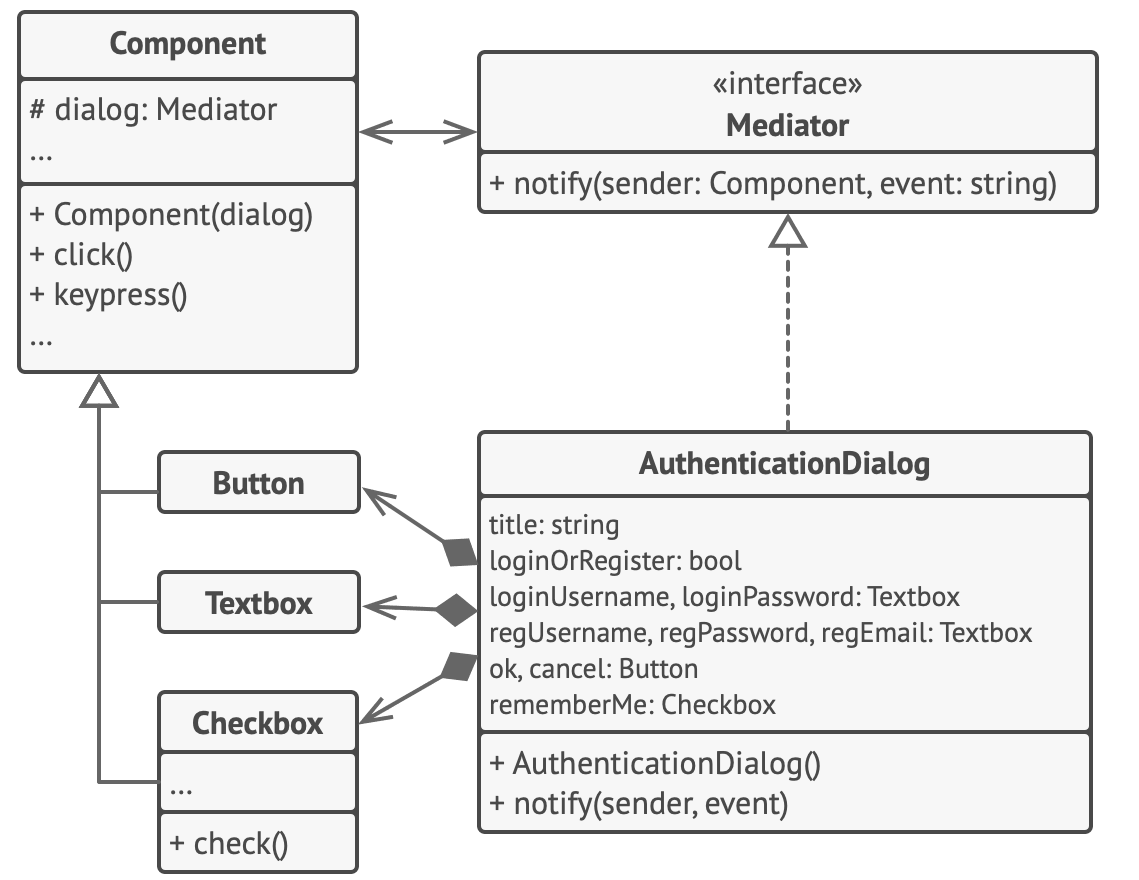 Component
# dialog: Mediator
...
+ Component(dialog)
+ click()
+ keypress()
...
«interface»
Mediator
+ notify(sender: Component, event: string)
Button
Textbox
Checkbox
...
+ check()
AuthenticationDialog
title: string
loginOrRegister: bool
loginUsername, loginPassword: Textbox
regUsername, regPassword, regEmail: Textbox
ok, cancel: Button
rememberMe: Checkbox
+ AuthenticationDialog()
+ notify(sender, event)